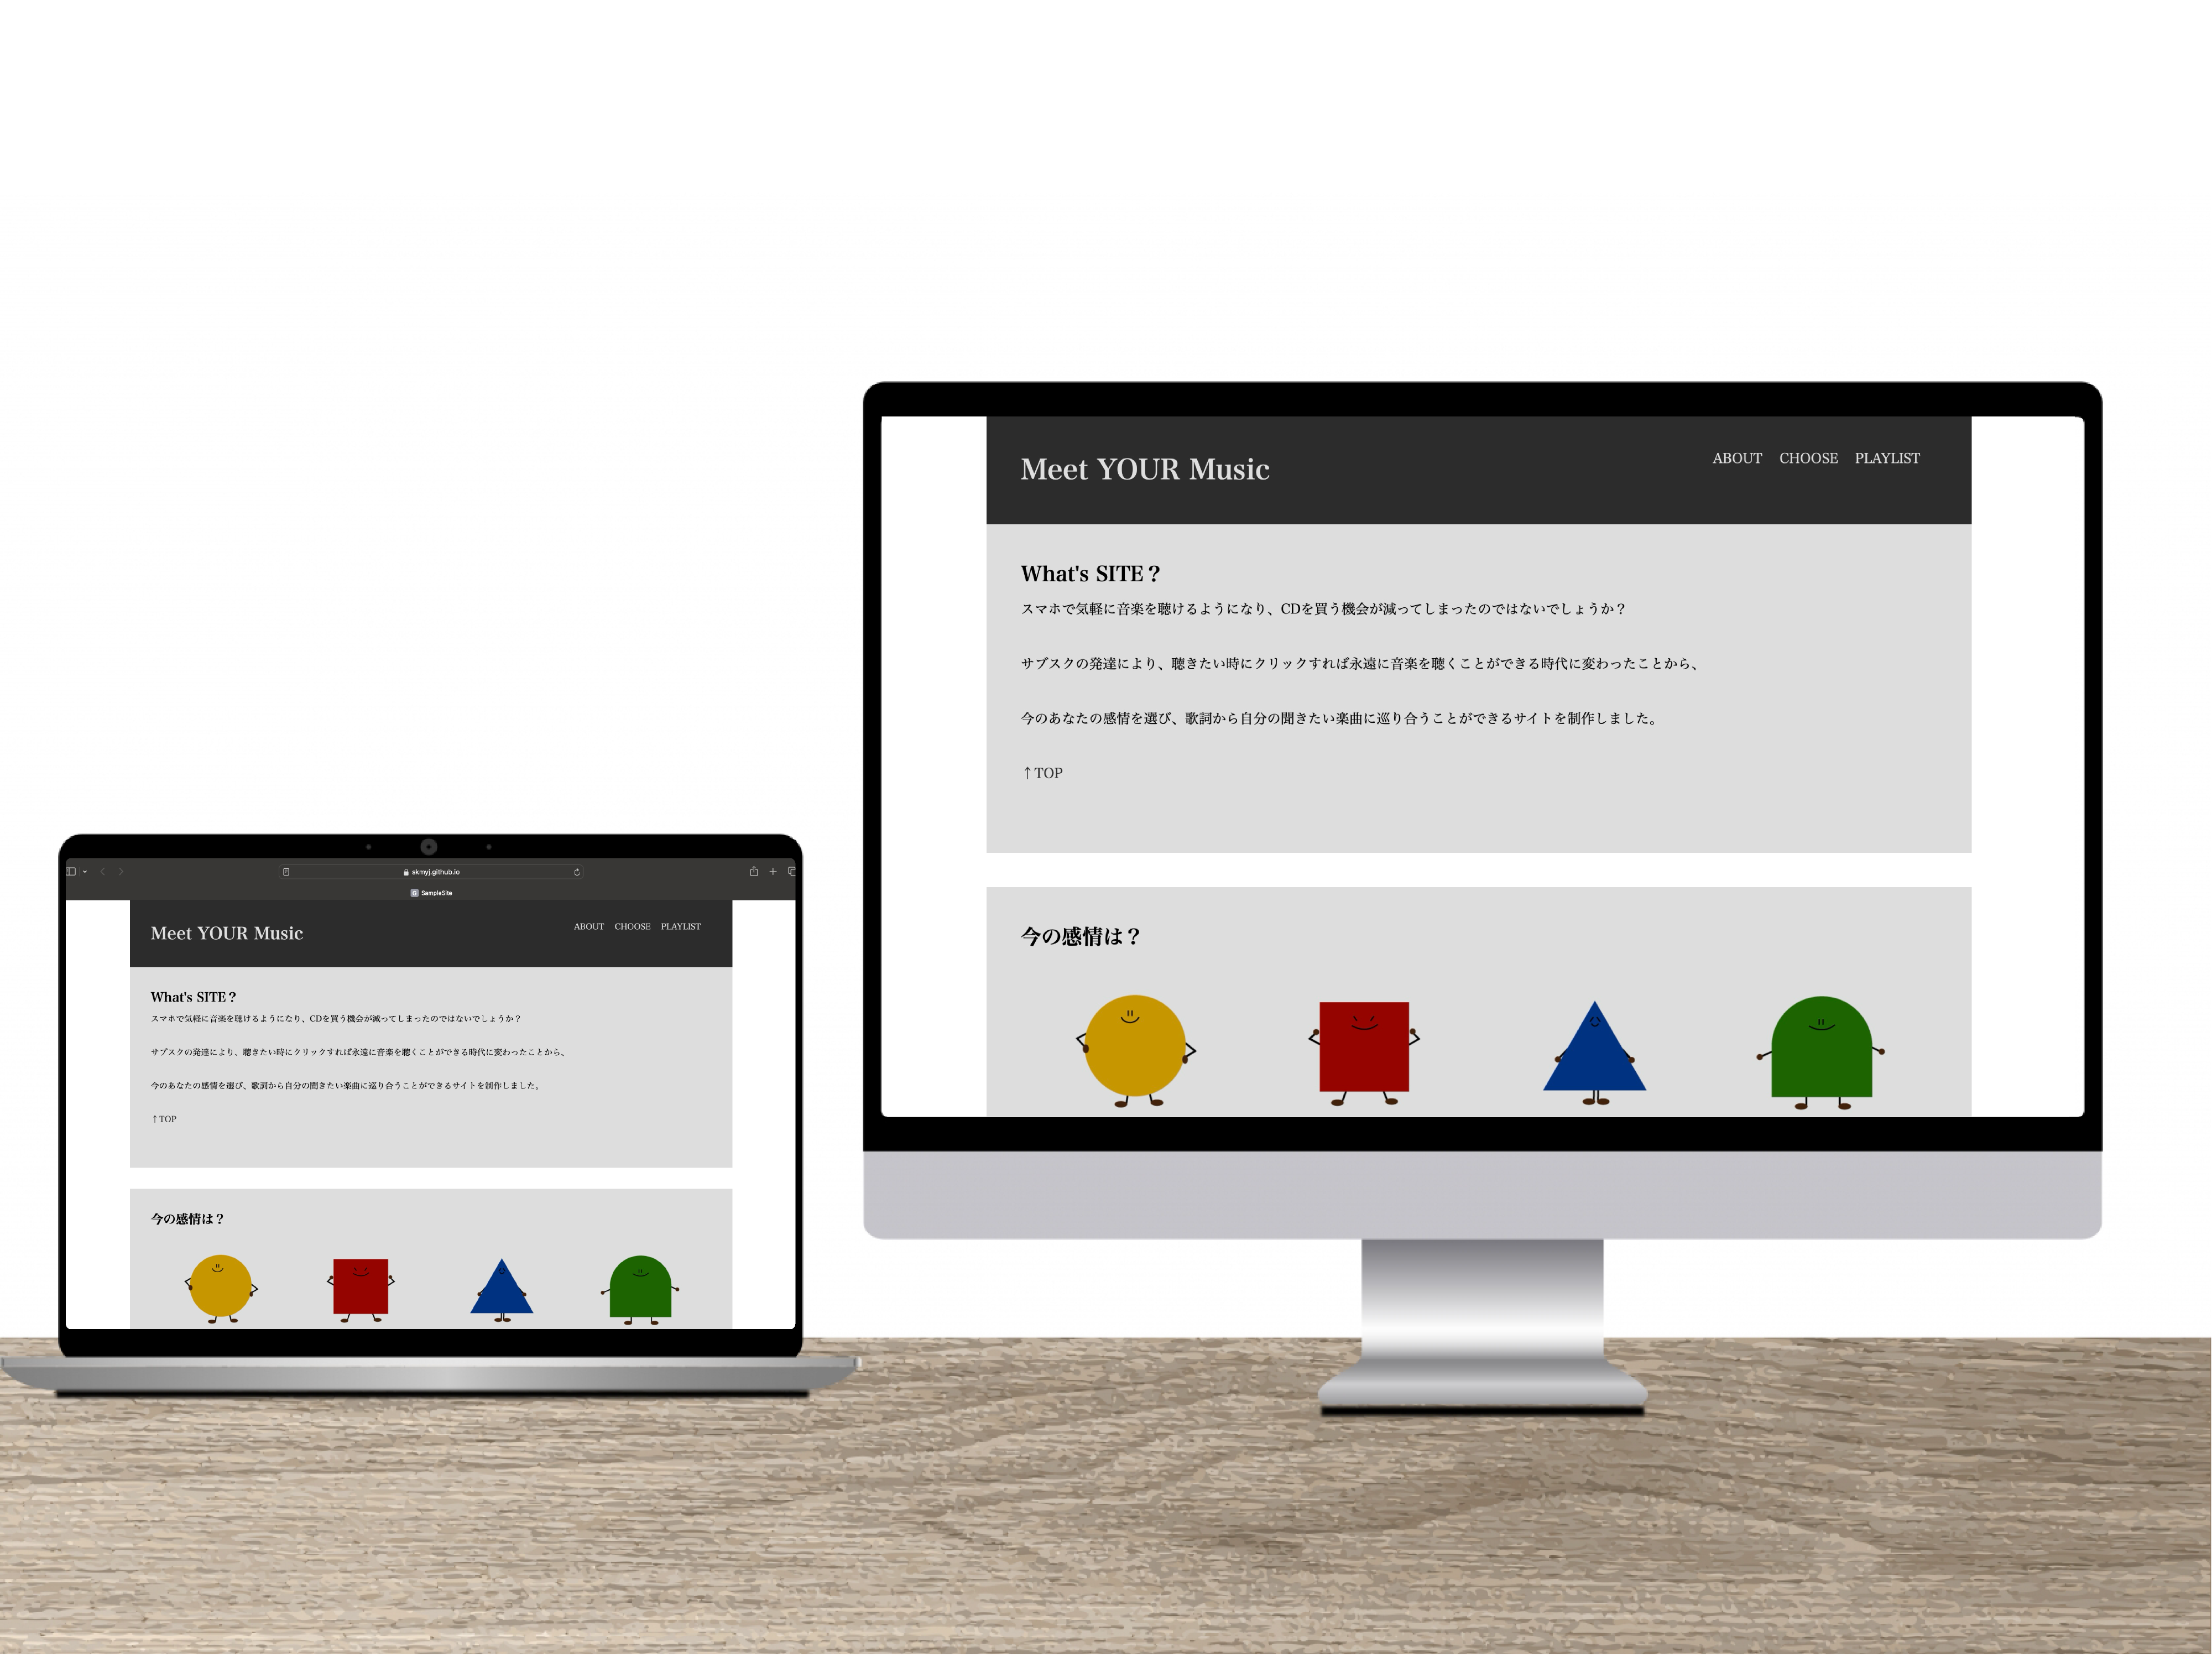 skmyj.github.io
SampleSite
Meet YOUR Music
ABOUT CHOOSE PLAYLIST
What's SITE？
スマホで気軽に音楽を聴けるようになり、CDを買う機会が減ってしまったのではないでしょうか？
サブスクの発達により、聴きたい時にクリックすれば永遠に音楽を聴くことができる時代に変わったことから、
今のあなたの感情を選び、歌詞から自分の聞きたい楽曲に巡り合うことができるサイトを制作しました。
↑TOP
今の感情は？
Meet YOUR Music
ABOUT CHOOSE PLAYLIST
What's SITE？
スマホで気軽に音楽を聴けるようになり、CDを買う機会が減ってしまったのではないでしょうか？
サブスクの発達により、聴きたい時にクリックすれば永遠に音楽を聴くことができる時代に変わったことから、
今のあなたの感情を選び、歌詞から自分の聞きたい楽曲に巡り合うことができるサイトを制作しました。
↑TOP
今の感情は？